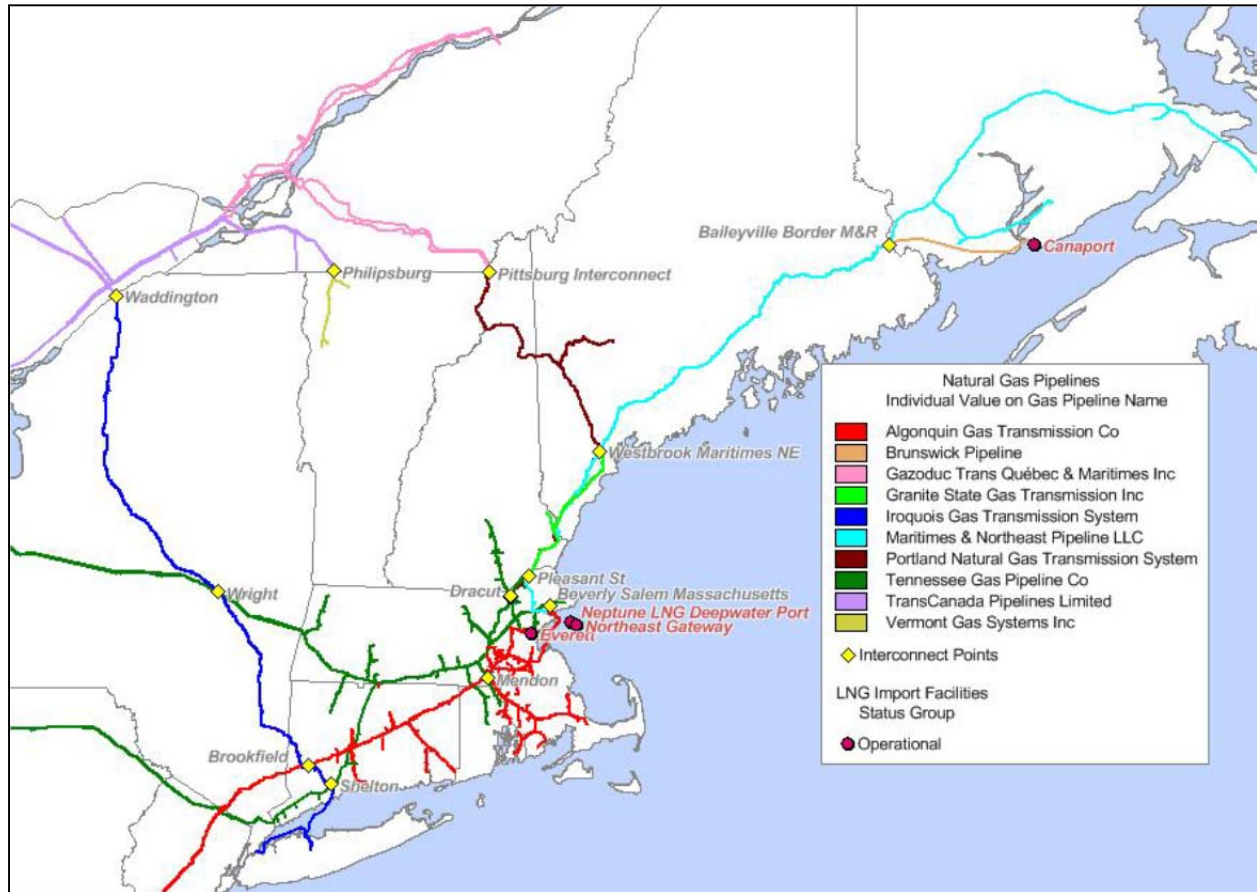 Baileyville Border M&R
Canaport
Philipsburg
Pittsburg Interconnect
Waddington
Natural Gas Pipelines
Individual Value on Gas Pipeline Name
Algonquin Gas Transmission Co
Brunswick Pipeline
Gazoduc Trans Québec & Maritimes Inc
Granite State Gas Transmission Inc
Iroquois Gas Transmission System
Maritimes & Northeast Pipeline LLC
Portland Natural Gas Transmission System
Tennessee Gas Pipeline Co
TransCanada Pipelines Limited
Vermont Gas Systems Inc
Interconnect Points
LNG Import Facilities
Status Group
Operational
Westbrook Maritimes NE
Pleasant St
Dracut
Beverly Salem Massachusetts
Wright
Neptune LNG Deepwater Port
Northeast Gateway
Everett
Mendon
Brookfield
Shelton